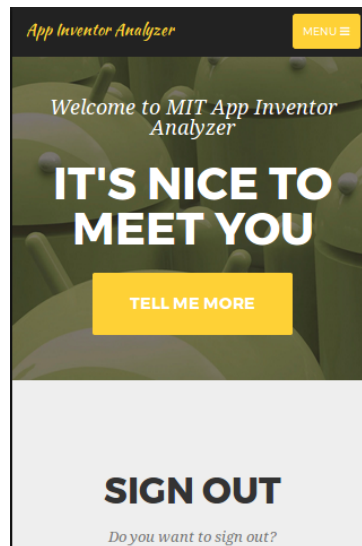 App Inventor Analyzer
MENU
Welcome to MIT App Inventor
Analyzer
IT'S NICE TO
MEET YOU
TELL ME MORE
SIGN OUT
Do you want to sign out?